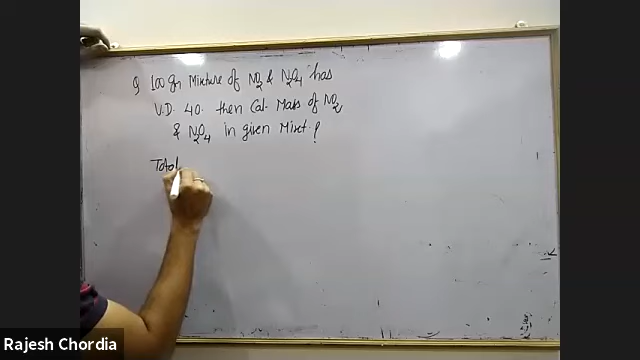 Q 100 gm Mixture of NO2 & N2O4 has
V.D. 40. then Cal. Mass of NO2
& N2O4 in given Mixt. ?
Total
Rajesh Chordia